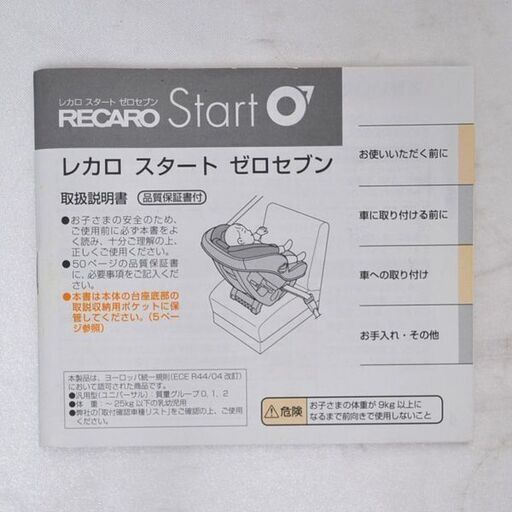 レカロ スタート ゼロセブン
RECARO Start 07
レカロ スタート ゼロセブン
取扱説明書 品質保証書付
●お子さまの安全のため、
ご使用前に必ず本書をよ
く読み、十分ご理解の上、
正しくご使用ください。
●50ページの品質保証書
に、必要事項をご記入くだ
さい。
●本書は本体の台座底部の
取説収納用ポケットに保
管してください。(5ペー
ジ参照)
本製品は、ヨーロッパ統一規則(ECE R44/04 改訂)
において認可された商品です。
●汎用型(ユニバーサル):質量グループ 0, 1, 2
●体 重:~25kg 以下の乳幼児用
●弊社の「取付確認車種リスト」をご確認の上、ご使用
ください。
お使いいただく前に
車に取り付ける前に
車への取り付け
お手入れ・その他
危険
お子さまの体重が 9kg 以上に
なるまで前向きで使用しないこと